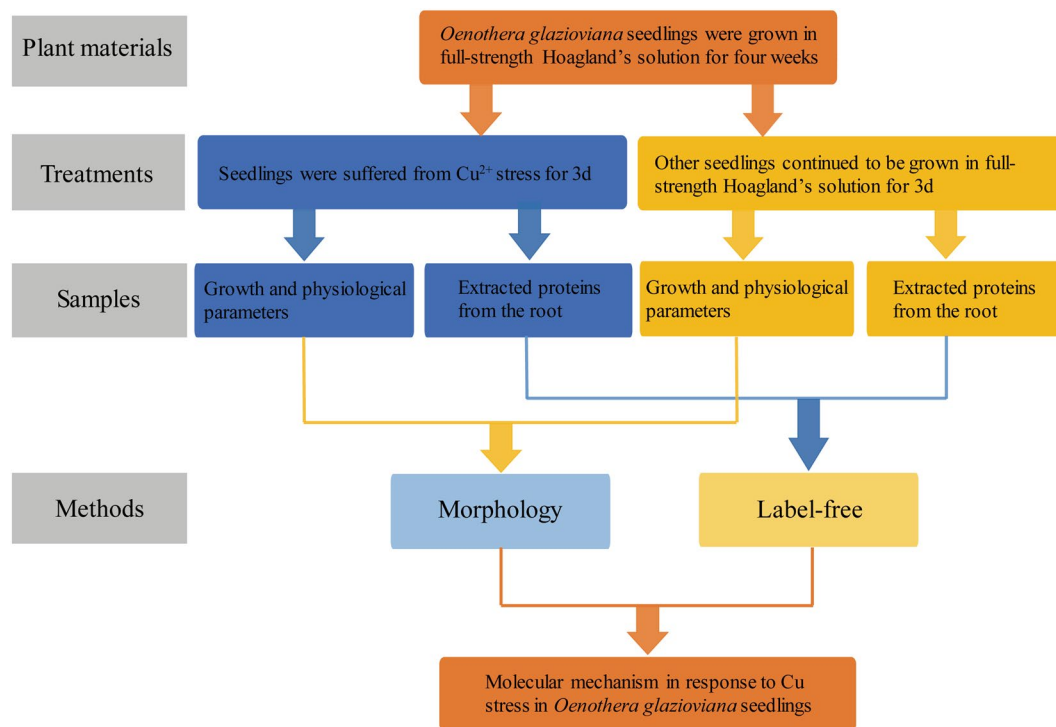 Plant materials
Oenothera glazioviana seedlings were grown in
full-strength Hoagland’s solution for four weeks
Treatments
Seedlings were suffered from Cu²⁺ stress for 3d
Other seedlings continued to be grown in full-
strength Hoagland’s solution for 3d
Samples
Growth and physiological
parameters
Extracted proteins
from the root
Growth and physiological
parameters
Extracted proteins
from the root
Methods
Morphology
Label-free
Molecular mechanism in response to Cu
stress in Oenothera glazioviana
seedlings